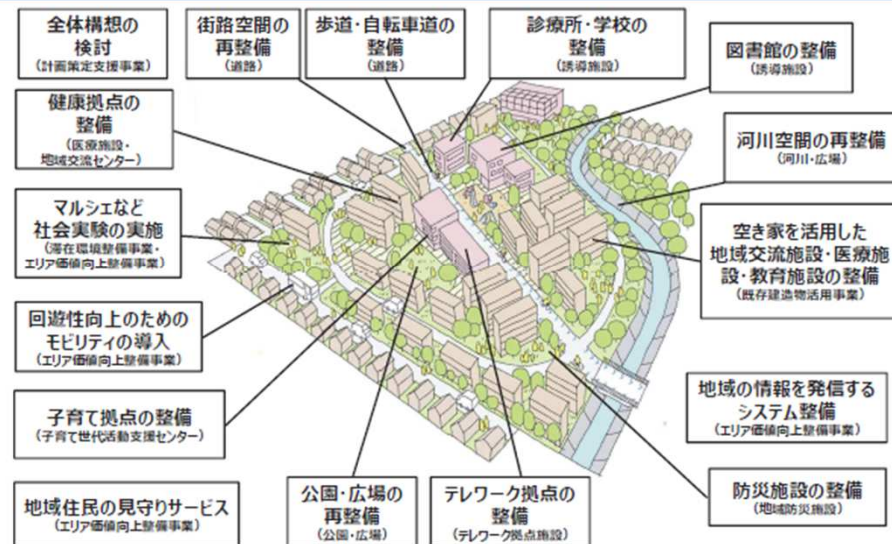 全体構想の
検討
(計画策定支援事業)
街路空間の
再整備
(道路)
歩道・自転車道の
整備
(道路)
診療所・学校の
整備
(誘導施設)
図書館の整備
(誘導施設)
健康拠点の
整備
(医療施設・
地域交流センター)
河川空間の再整備
(河川・広場)
マルシェなど
社会実験の実施
(滞在環境整備事業・
エリア価値向上整備事業)
空き家を活用した
地域交流施設・医療施
設・教育施設の整備
(既存建造物活用事業)
回遊性向上のための
モビリティの導入
(エリア価値向上整備事業)
地域の情報を発信する
システム整備
(エリア価値向上整備事業)
子育て拠点の整備
(子育て世代活動支援センター)
地域住民の見守りサービス
(エリア価値向上整備事業)
公園・広場の
再整備
(公園・広場)
テレワーク拠点の
整備
(テレワーク拠点施設)
防災施設の整備
(地域防災施設)